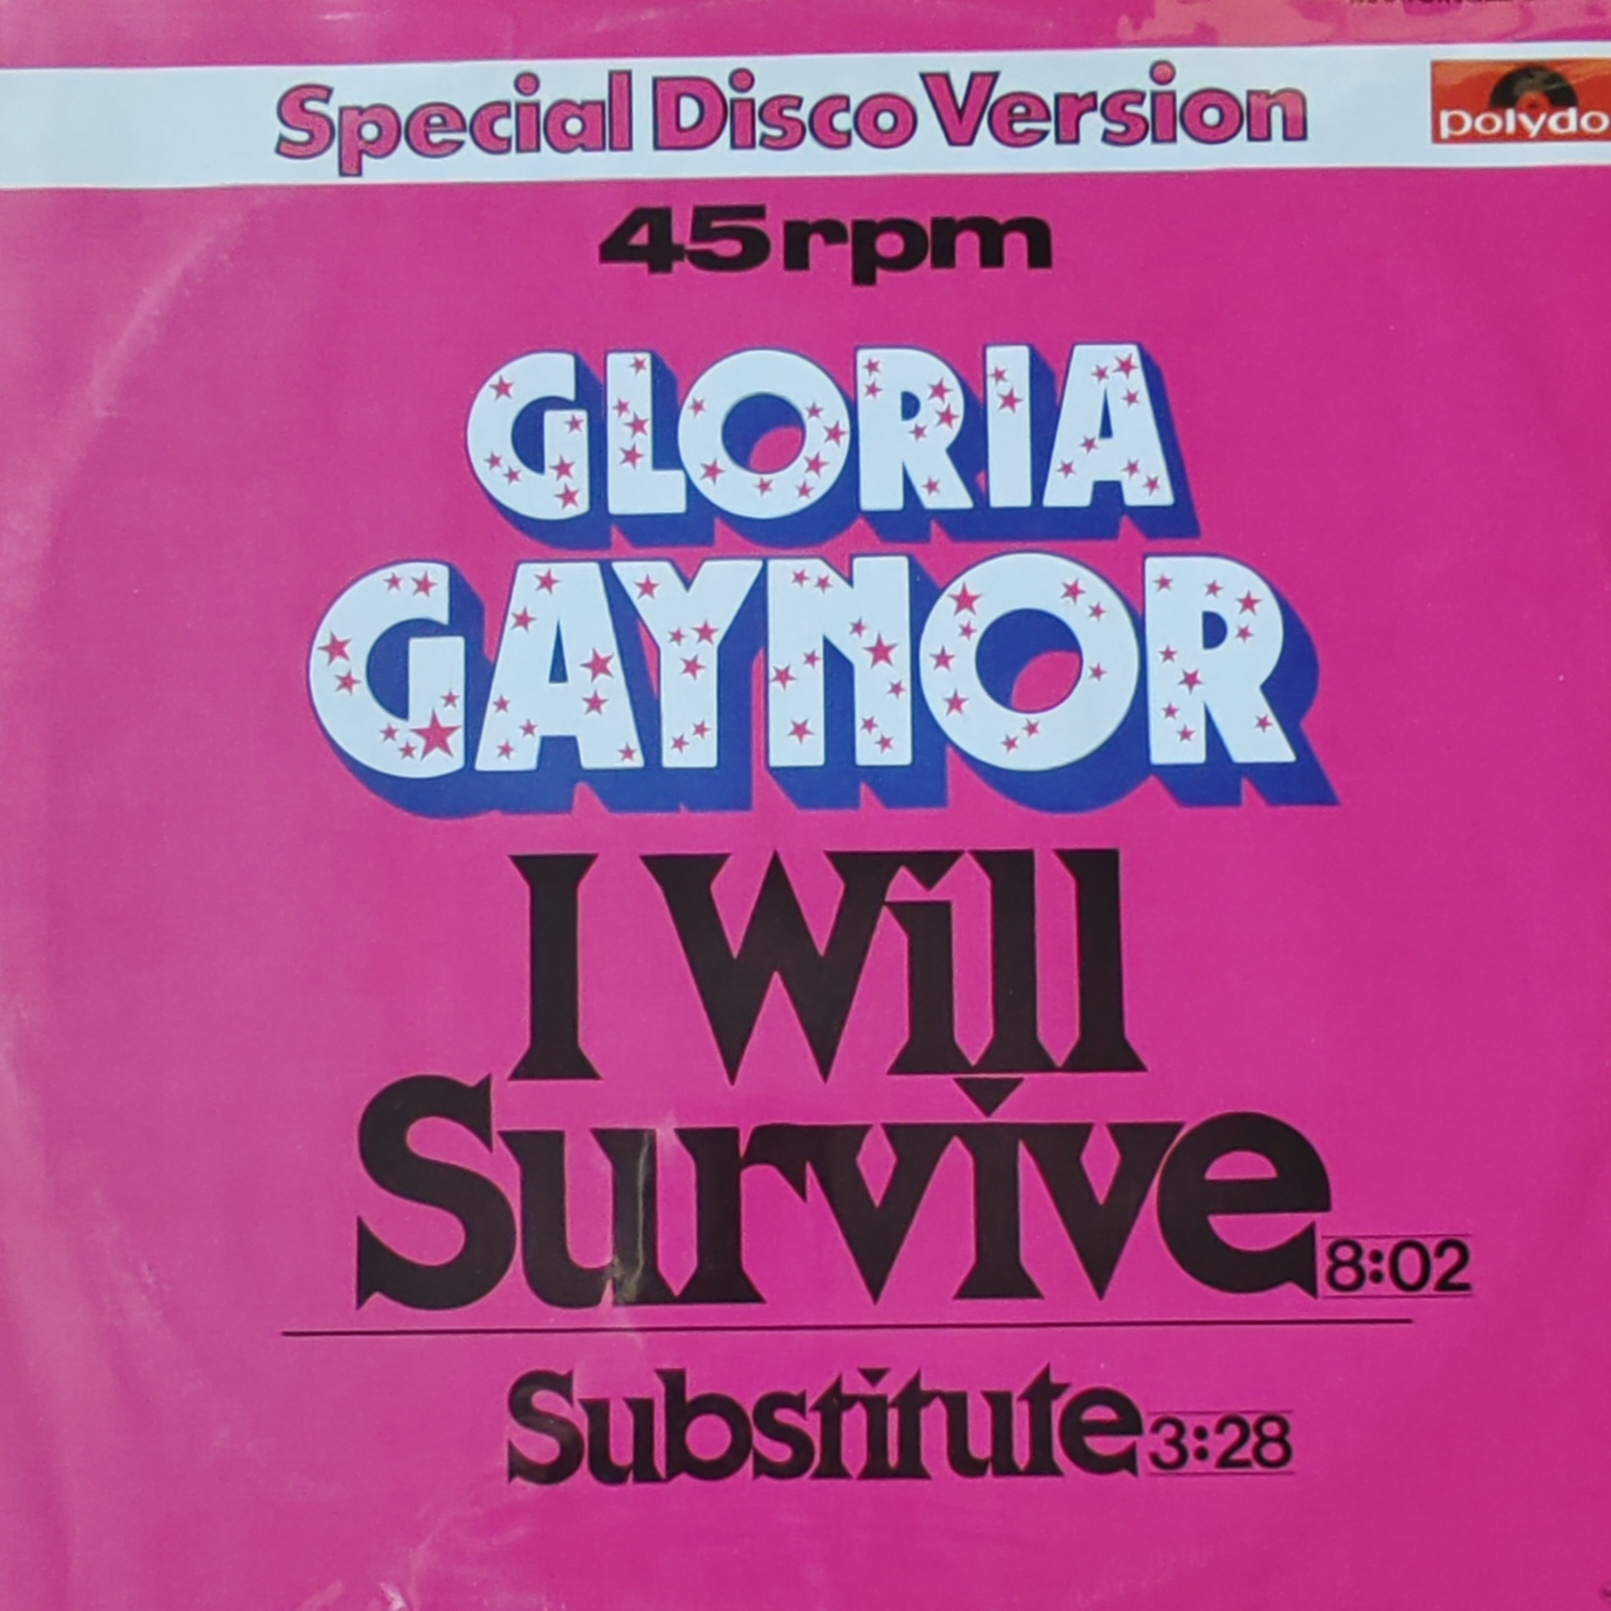 Special Disco Version
polydo
45 rpm
GLORIA
GAYNOR
I Will
Survive 8:02
Substitute 3:28